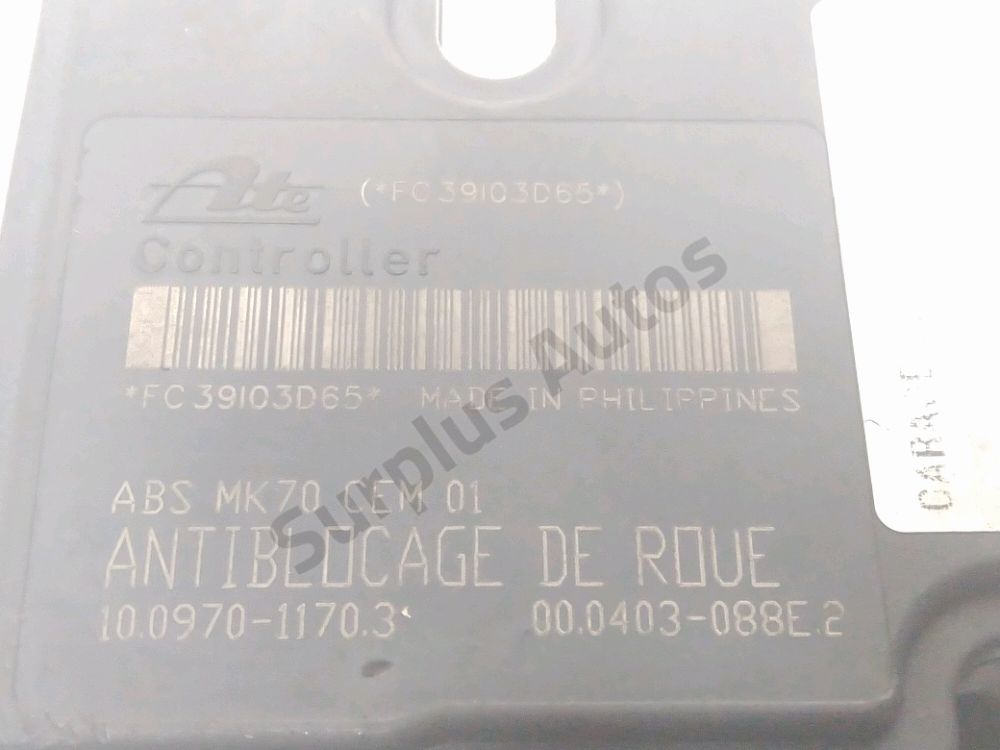 Ate (*FC39103D65*)
Controller
*FC39103D65* MADE IN PHILIPPINES
ABS MK70 CEM 01
ANTIBLOCAGE DE ROUE
10.0970-1170.3 00.0403-088E.2
Surplus Autos